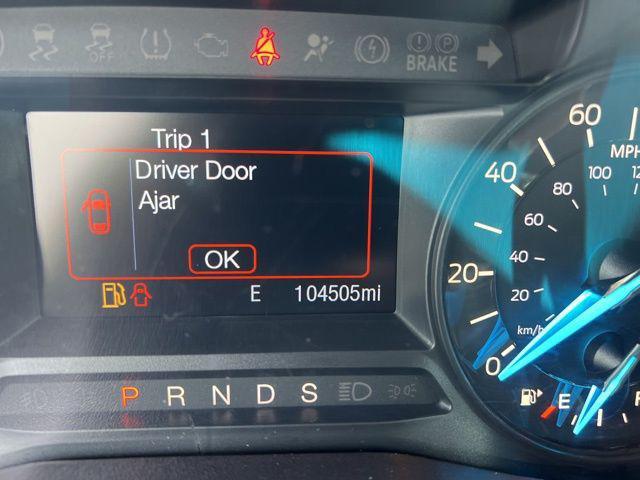 OFF
BRAKE
Trip 1
Driver Door
Ajar
OK
E 104505mi
P R N D S
0 20 40 60
MPH
20 40 60 80 100 12
km/h
E F